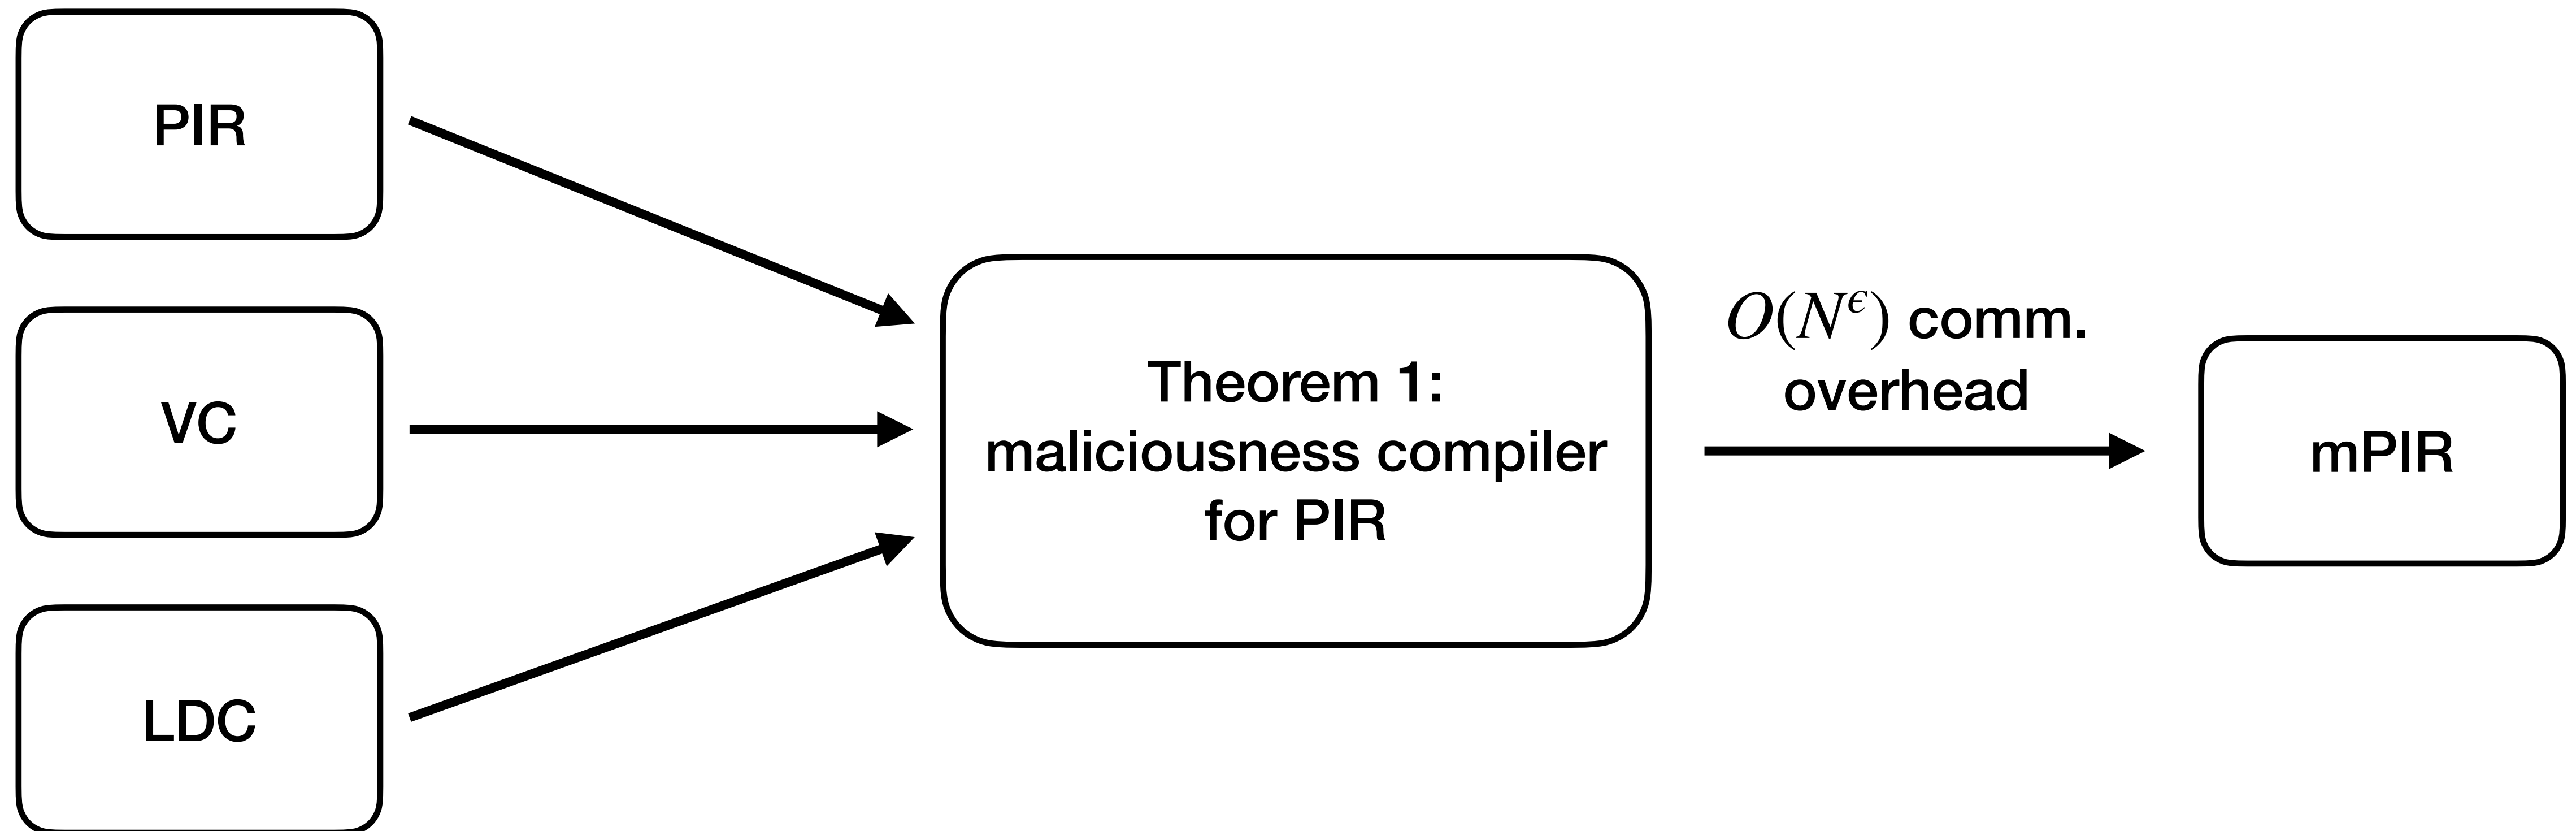 PIR
VC
LDC
Theorem 1:
maliciousness compiler
for PIR
O(N^ϵ) comm.
overhead
mPIR